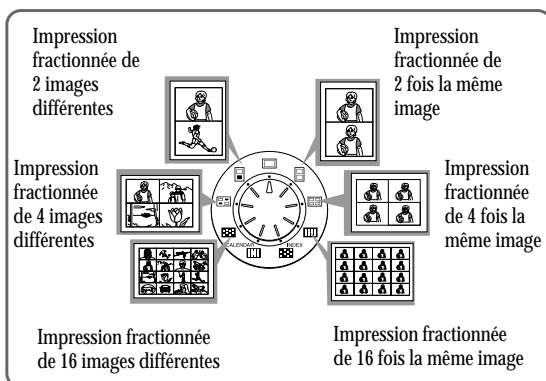 Impression
fractionnée de
2 images
différentes
Impression
fractionnée de
2 fois la même
image
Impression
fractionnée
de 4 images
différentes
Impression
fractionnée
de 4 fois la
même image
CALENDAR
INDEX
Impression fractionnée
de 16 images différentes
Impression fractionnée
de 16 fois la même image